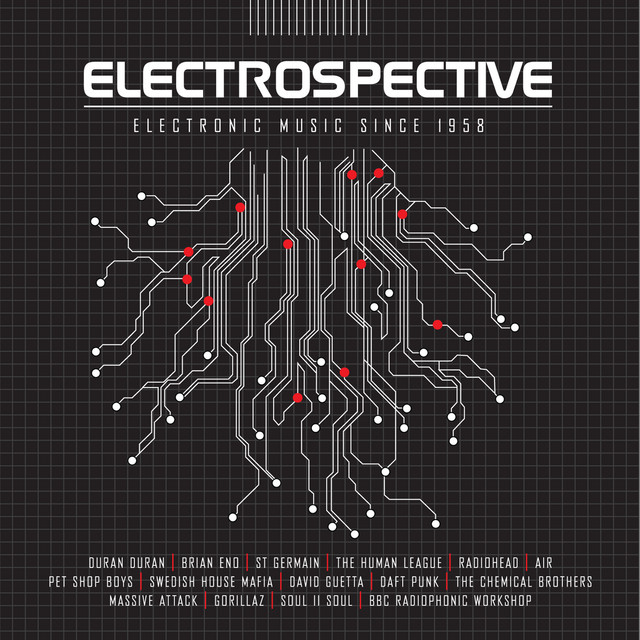 ELECTROSPECTIVE
ELECTRONIC MUSIC SINCE 1958
DURAN DURAN | BRIAN ENO | ST GERMAIN | THE HUMAN LEAGUE | RADIOHEAD | AIR
PET SHOP BOYS | SWEDISH HOUSE MAFIA | DAVID GUETTA | DAFT PUNK | THE CHEMICAL BROTHERS
MASSIVE ATTACK | GORILLAZ | SOUL II SOUL | BBC RADIOPHONIC WORKSHOP